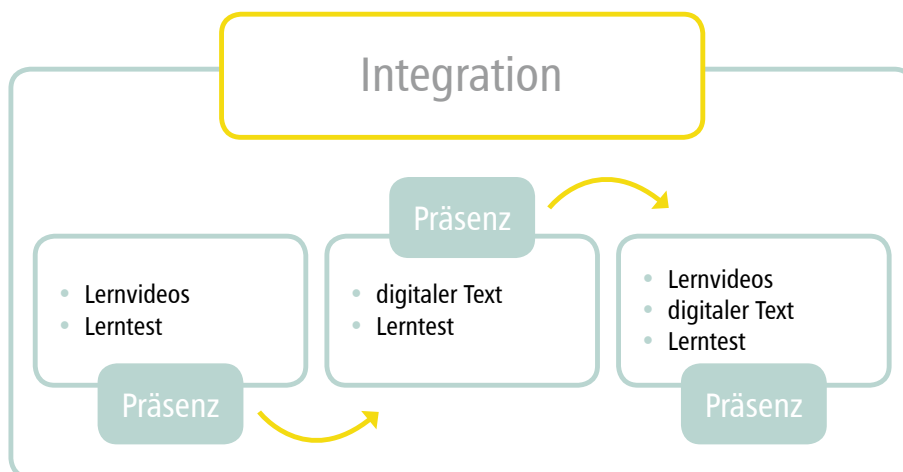 Integration
Lernvideos
Lerntest
Präsenz
Präsenz
digitaler Text
Lerntest
Lernvideos
digitaler Text
Lerntest
Präsenz